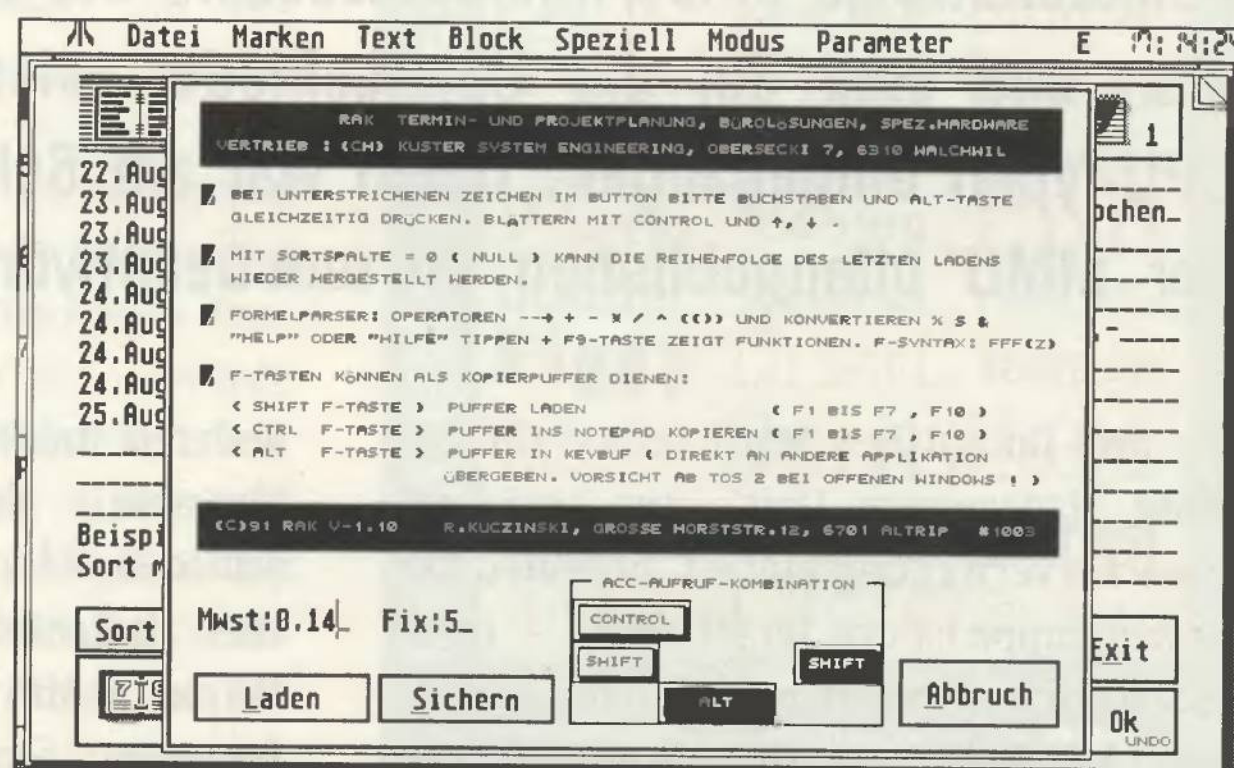 Datei Marken Text Block Speziell Modus Parameter E
1
RAK TERMIN- UND PROJEKTPLANUNG, BÜROLÖSUNGEN, SPEZ.HARDWARE
VERTRIEB : (CH) KUSTER SYSTEM ENGINEERING, OBERSECKI 7, 6310 WALCHWIL
22.Aug
23.Aug
23.Aug
23.Aug
24.Aug
24.Aug
24.Aug
24.Aug
25.Aug
BEI UNTERSTRICHENEN ZEICHEN IM BUTTON BITTE BUCHSTABEN UND ALT-TASTE
GLEICHZEITIG DRÜCKEN. BLÄTTERN MIT CONTROL UND ↑, ↓ .
ochen_
MIT SORTSPALTE = 0 ( NULL ) KANN DIE REIHENFOLGE DES LETZTEN LADENS
WIEDER HERGESTELLT WERDEN.
FORMELPARSER: OPERATOREN --→ + - * / ^ (()) UND KONVERTIEREN % $ &
"HELP" ODER "HILFE" TIPPEN + F9-TASTE ZEIGT FUNKTIONEN. F-SYNTAX: FFF(Z)
F-TASTEN KÖNNEN ALS KOPIERPUFFER DIENEN:
( SHIFT F-TASTE ) PUFFER LADEN ( F1 BIS F7 , F10 )
( CTRL F-TASTE ) PUFFER INS NOTEPAD KOPIEREN ( F1 BIS F7 , F10 )
( ALT F-TASTE ) PUFFER IN KEYBUF ( DIREKT AN ANDERE APPLIKATION
ÜBERGEBEN. VORSICHT AB TOS 2 BEI OFFENEN WINDOWS ! )
(C)91 RAK V-1.10 R.KUCZINSKI, GROSSE HORSTSTR.12, 6701 ALTRIP #1003
Beispi
Sort
ACC-AUFRUF-KOMBINATION
Mwst:0.14_ Fix:5_
CONTROL
SHIFT
SHIFT
ALT
Sort
Exit
Laden
Sichern
Abbruch
Ok
UNDO